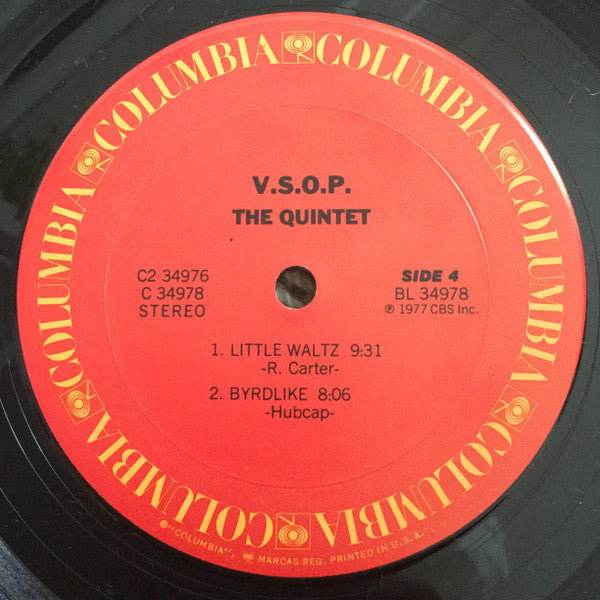 COLUMBIA COLUMBIA COLUMBIA COLUMBIA COLUMBIA COLUMBIA
V.S.O.P.
THE QUINTET
C2 34976
C 34978
STEREO
SIDE 4
BL 34978
℗ 1977 CBS Inc.
1. LITTLE WALTZ 9:31
-R. Carter-
2. BYRDLIKE 8:06
-Hubcap-
®"COLUMBIA", MARCAS REG. PRINTED IN U.S.A.